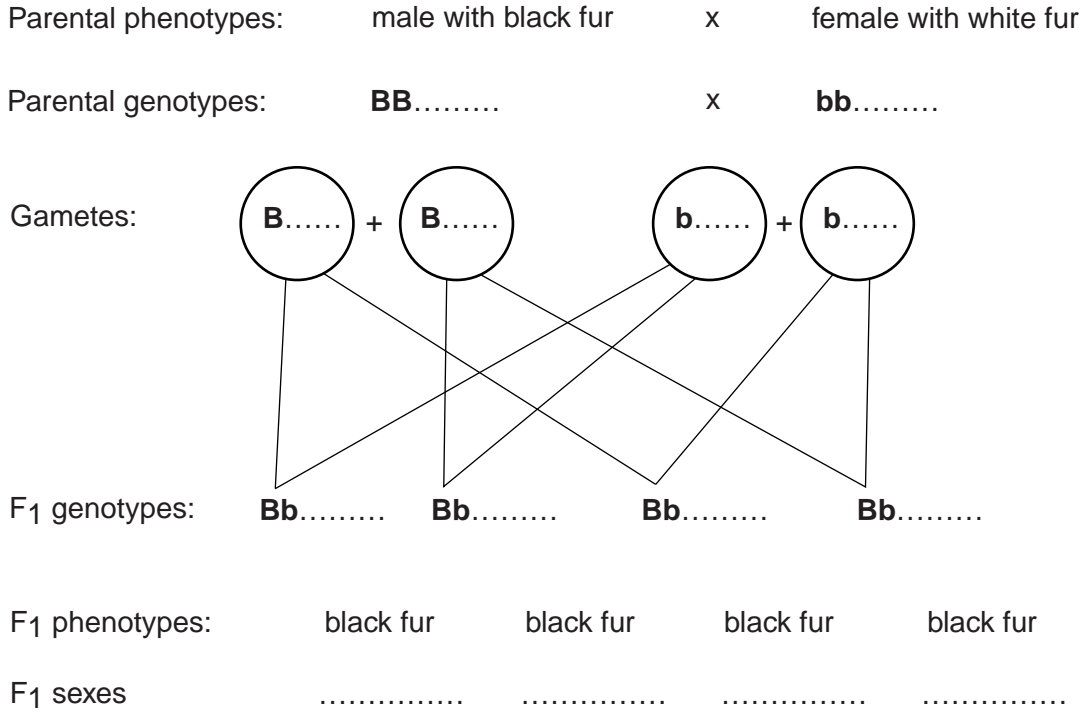 Parental phenotypes: male with black fur x female with white fur
Parental genotypes: BB......... x bb.........
Gametes: B...... + B...... b...... + b......
F1 genotypes: Bb......... Bb......... Bb......... Bb.........
F1 phenotypes: black fur black fur black fur black fur
F1 sexes ............... ............... ............... ...............